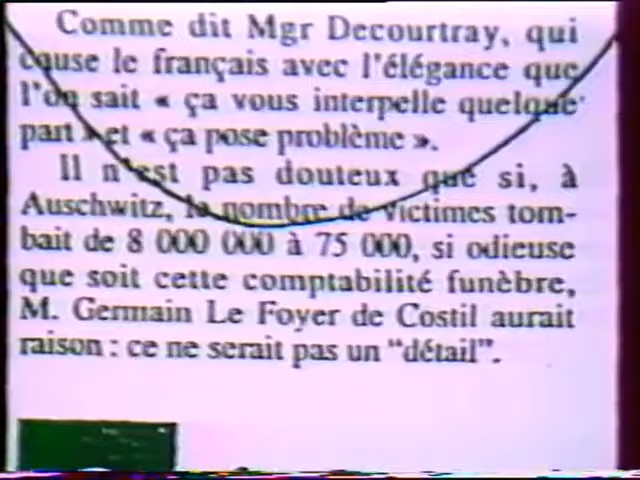 Comme dit Mgr Decourtray, qui
cause le français avec l'élégance que
l'on sait « ça vous interpelle quelque
part » et « ça pose problème ».
Il n'est pas douteux que si, à
Auschwitz, le nombre de victimes tom-
bait de 8 000 000 à 75 000, si odieuse
que soit cette comptabilité funèbre,
M. Germain Le Foyer de Costil aurait
raison : ce ne serait pas un "détail".